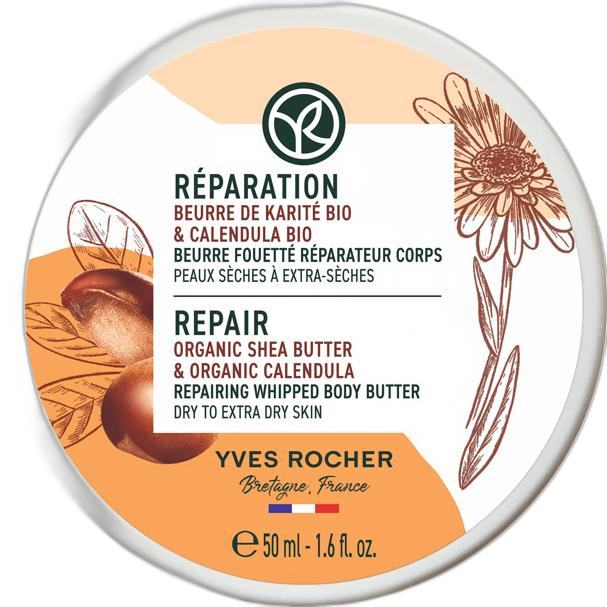 RÉPARATION
BEURRE DE KARITÉ BIO
& CALENDULA BIO
BEURRE FOUETTÉ RÉPARATEUR CORPS
PEAUX SÈCHES À EXTRA-SÈCHES
REPAIR
ORGANIC SHEA BUTTER
& ORGANIC CALENDULA
REPAIRING WHIPPED BODY BUTTER
DRY TO EXTRA DRY SKIN
YVES ROCHER
Bretagne, France
℮ 50 ml - 1.6 fl. oz.